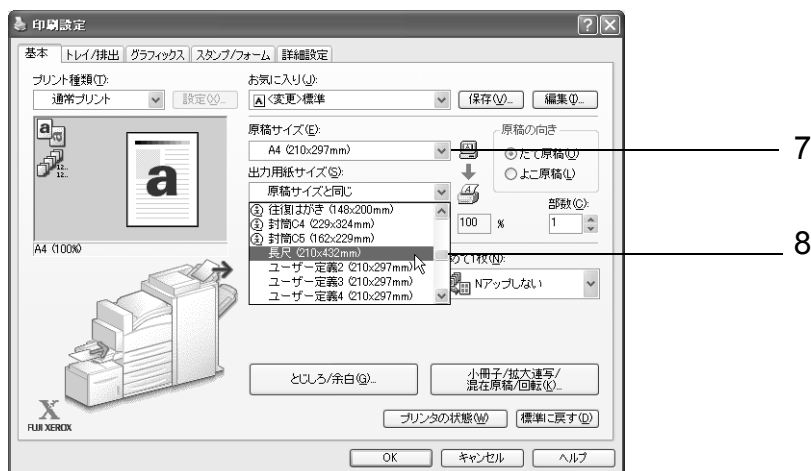 印刷設定
基本 トレイ/排出 グラフィックス スタンプ/フォーム 詳細設定
プリント種類(T):
通常プリント
設定(X)...
お気に入り(J):
<変更>標準
保存(V)... 編集(I)...
原稿サイズ(E):
A4 (210x297mm)
原稿の向き
たて原稿(U)
よこ原稿(L)
7
出力用紙サイズ(S):
原稿サイズと同じ
往復はがき (148x200mm)
封筒C4 (229x324mm)
封筒C5 (162x229mm)
長尺 (210x432mm)
ユーザー定義2 (210x297mm)
ユーザー定義3 (210x297mm)
ユーザー定義4 (210x297mm)
100 %
部数(C):
1
8
めて1枚(N):
Nアップしない
A4 (100%)
とじしろ/余白(G)...
小冊子/拡大連写/
混在原稿/回転(K)...
FUJI XEROX
プリンタの状態(W) 標準に戻す(D)
OK キャンセル ヘルプ